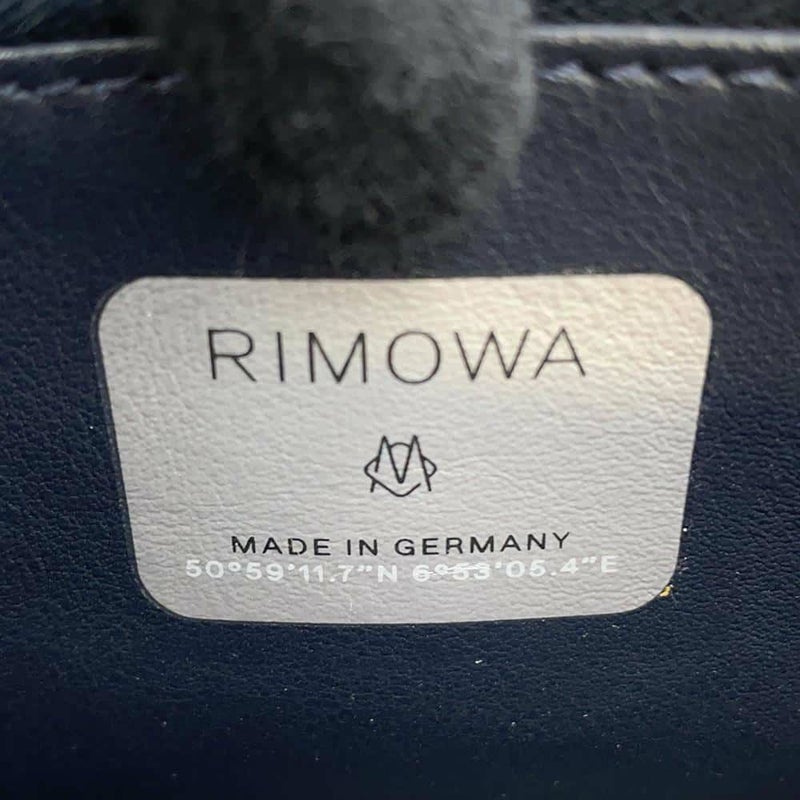 RIMOWA
MADE IN GERMANY
50°59'11.7"N 6°53'05.4"E